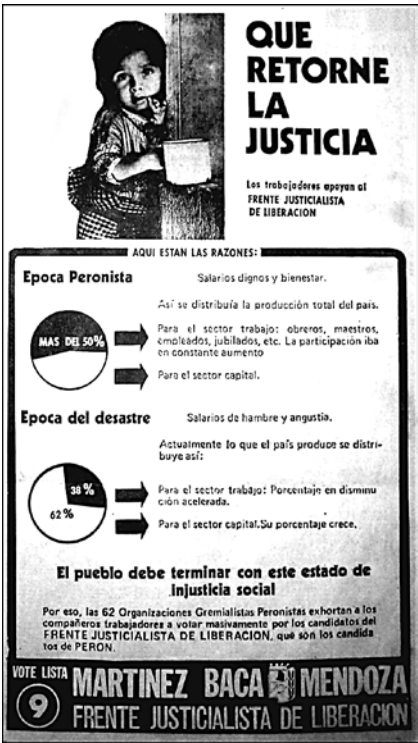 QUE
RETORNE
LA
JUSTICIA
Los trabajadores apoyan al
FRENTE JUSTICIALISTA
DE LIBERACION
AQUI ESTAN LAS RAZONES:
Epoca Peronista
Salarios dignos y bienestar.
Así se distribuía la producción total del país.
MAS DEL 50%
Para el sector trabajo: obreros, maestros,
empleados, jubilados, etc. La participación iba
en constante aumento
Para el sector capital.
Epoca del desastre
Salarios de hambre y angustia.
Actualmente lo que el país produce se distri-
buye así:
38 %
62 %
Para el sector trabajo: Porcentaje en disminu
ción acelerada.
Para el sector capital. Su porcentaje crece.
El pueblo debe terminar con este estado de
injusticia social
Por eso, las 62 Organizaciones Gremialistas Peronistas exhortan a los
compañeros trabajadores a votar masivamente por los candidatos del
FRENTE JUSTICIALISTA DE LIBERACION, que són los candida
tos de PERON.
VOTE LISTA
9
MARTINEZ BACA MENDOZA
FRENTE JUSTICIALISTA DE LIBERACION